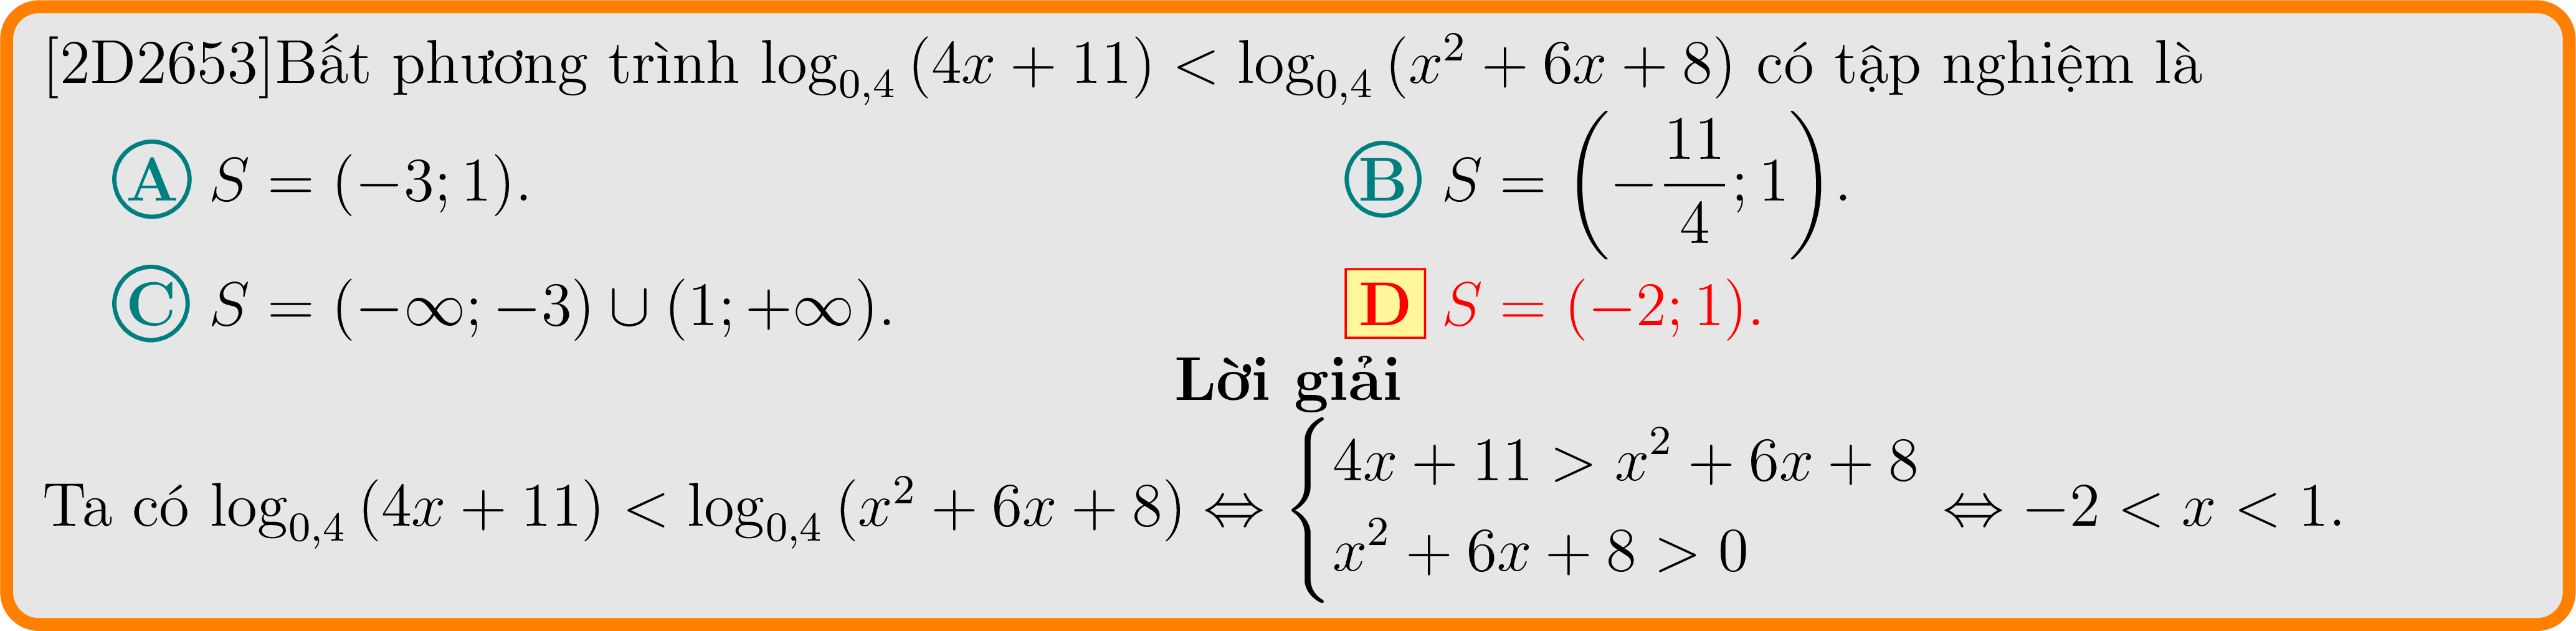 [2D2653]Bất phương trình $\log_{0,4}(4x+11) < \log_{0,4}(x^2+6x+8)$ có tập nghiệm là
A $S=(-3;1)$. B $S=\left(-\dfrac{11}{4};1\right)$.
C $S=(-\infty;-3)\cup(1;+\infty)$. D $S=(-2;1)$.
Lời giải
Ta có $\log_{0,4}(4x+11) < \log_{0,4}(x^2+6x+8) \Leftrightarrow \begin{cases} 4x+11 > x^2+6x+8 \\ x^2+6x+8 > 0 \end{cases} \Leftrightarrow -2 < x < 1.$